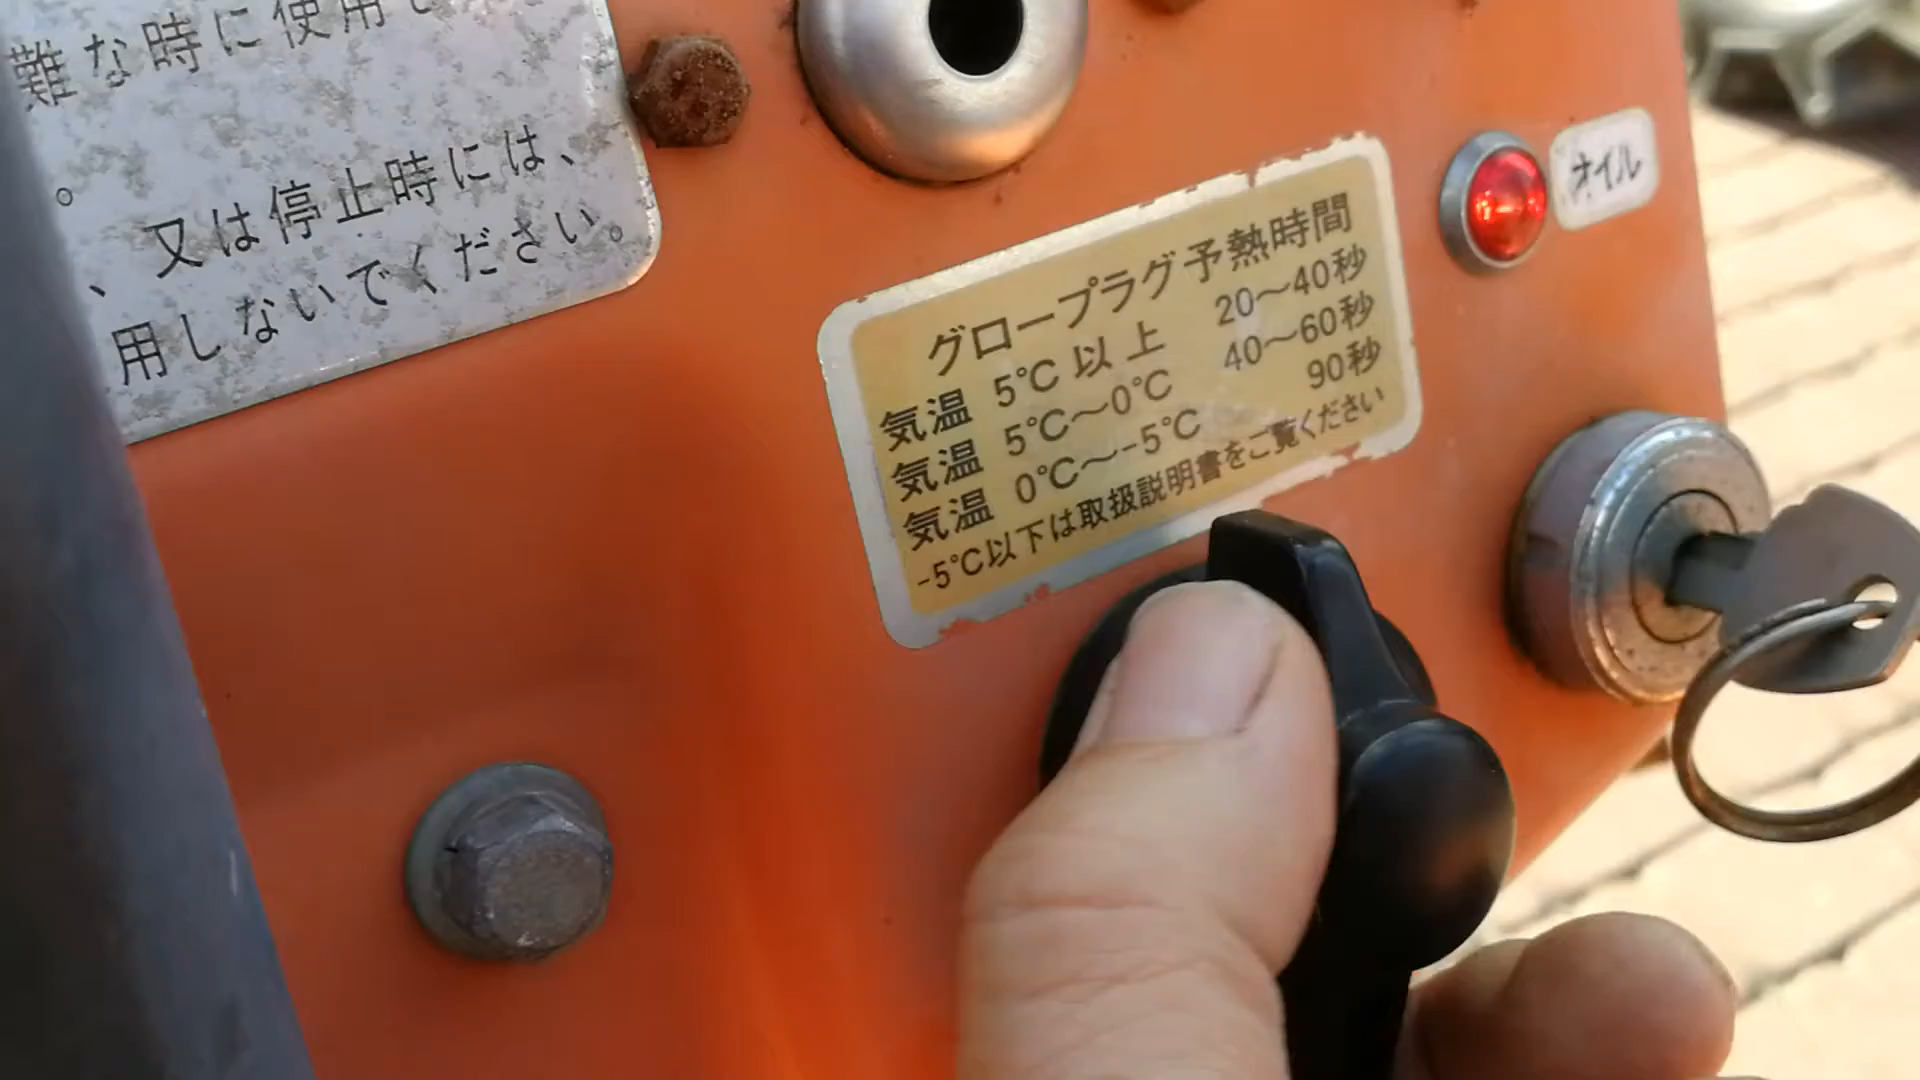 難な時に使用
。
、又は停止時には、
用しないでください。
グロープラグ予熱時間
気温 5℃以上 20〜40秒
気温 5℃〜0℃ 40〜60秒
気温 0℃〜-5℃ 90秒
-5℃以下は取扱説明書をご覧ください
オイル